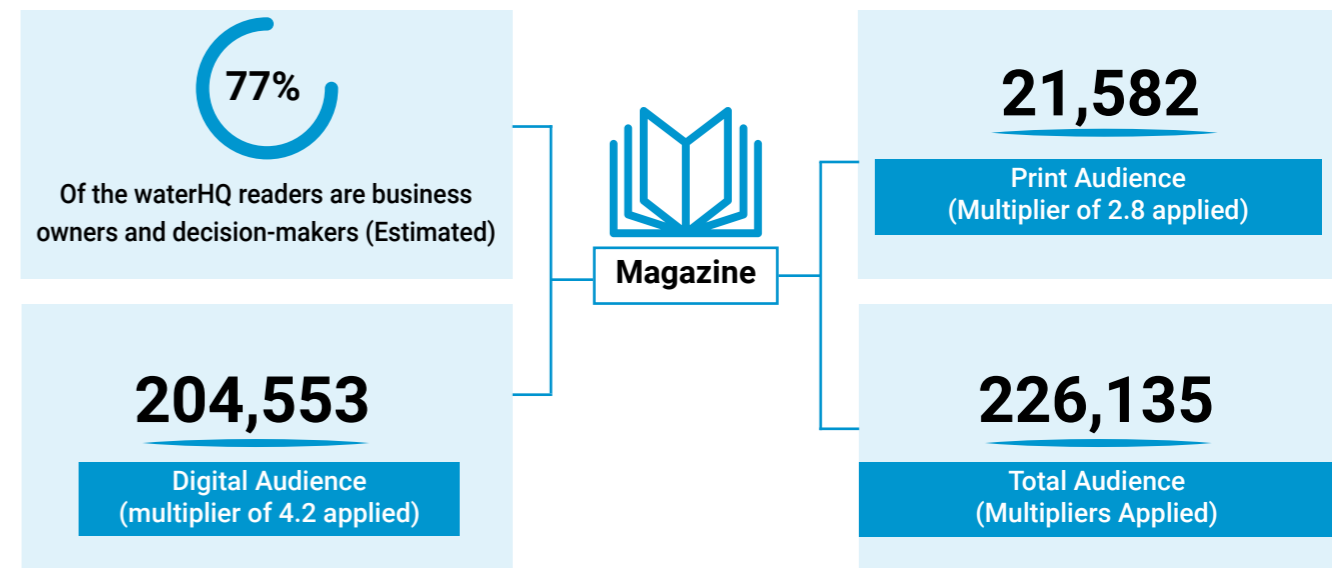 77%
Of the waterHQ readers are business
owners and decision-makers (Estimated)
204,553
Digital Audience
(multiplier of 4.2 applied)
Magazine
21,582
Print Audience
(Multiplier of 2.8 applied)
226,135
Total Audience
(Multipliers Applied)